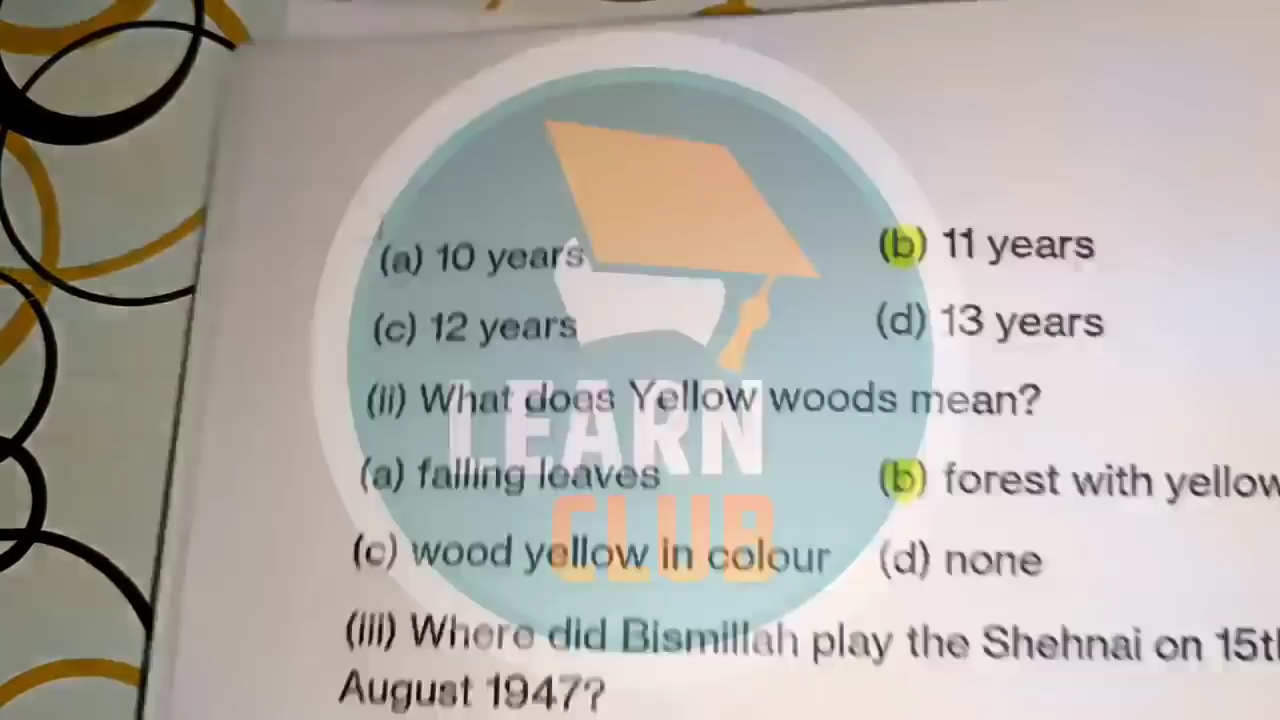 (a) 10 years (b) 11 years
(c) 12 years (d) 13 years
(ii) What does Yellow woods mean?
(a) falling leaves (b) forest with yellow
(c) wood yellow in colour (d) none
(iii) Where did Bismillah play the Shehnai on 15th
August 1947?
LEARN
CLUB